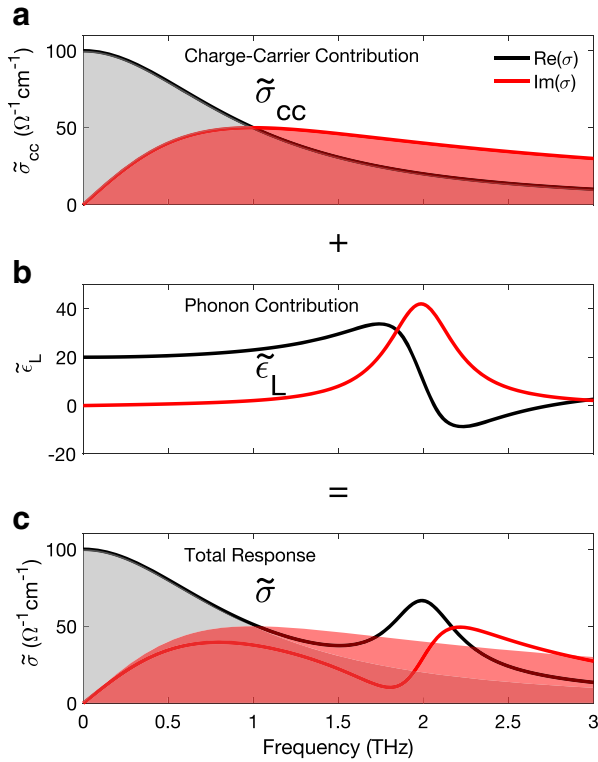 a
Charge-Carrier Contribution
Re(σ)
Im(σ)
σ̃cc
σ̃cc (Ω⁻¹cm⁻¹)
100
50
0
+
b
Phonon Contribution
ϵ̃L
ϵ̃L
40
20
0
-20
=
c
Total Response
σ̃
σ̃ (Ω⁻¹cm⁻¹)
100
50
0
0 0.5 1 1.5 2 2.5 3
Frequency (THz)